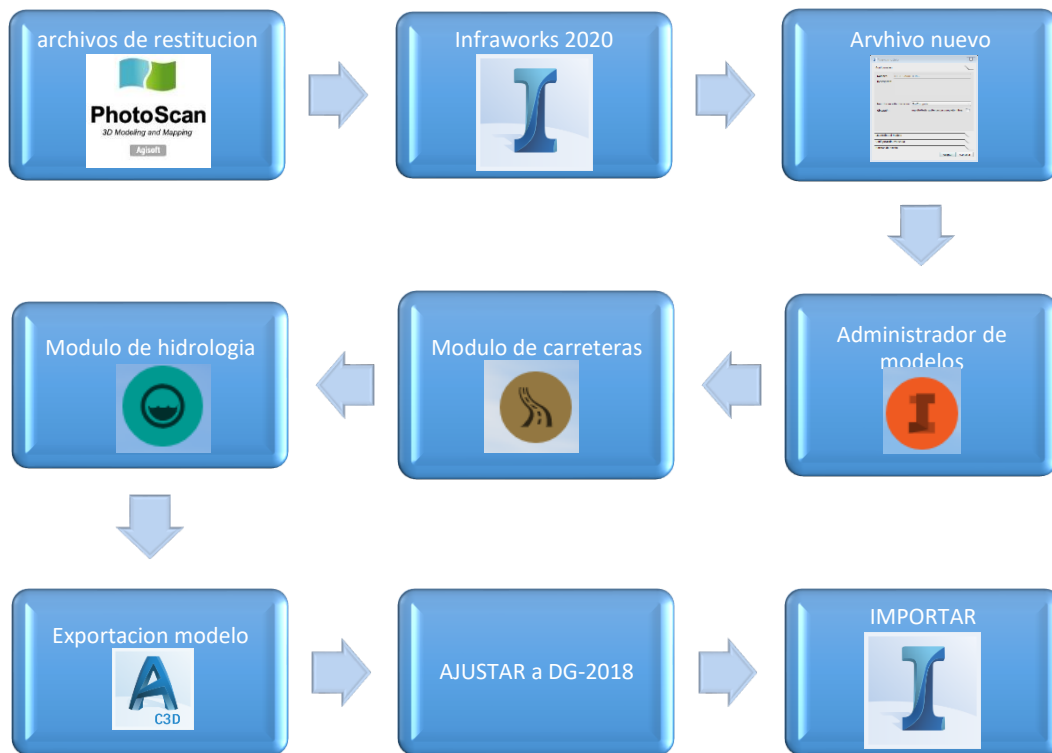 archivos de restitucion
PhotoScan
3D Modeling and Mapping
Agisoft
Infraworks 2020
Arvhivo nuevo
Administrador de
modelos
Modulo de carreteras
Modulo de hidrologia
Exportacion modelo
C3D
AJUSTAR a DG-2018
IMPORTAR